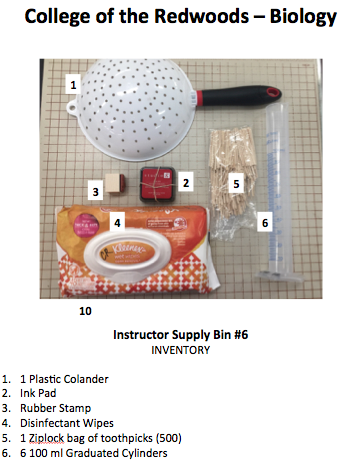 College of the Redwoods – Biology
1
2
3
4
5
6
Kleenex
10
Instructor Supply Bin #6
INVENTORY
1. 1 Plastic Colander
2. Ink Pad
3. Rubber Stamp
4. Disinfectant Wipes
5. 1 Ziplock bag of toothpicks (500)
6. 6 100 ml Graduated Cylinders